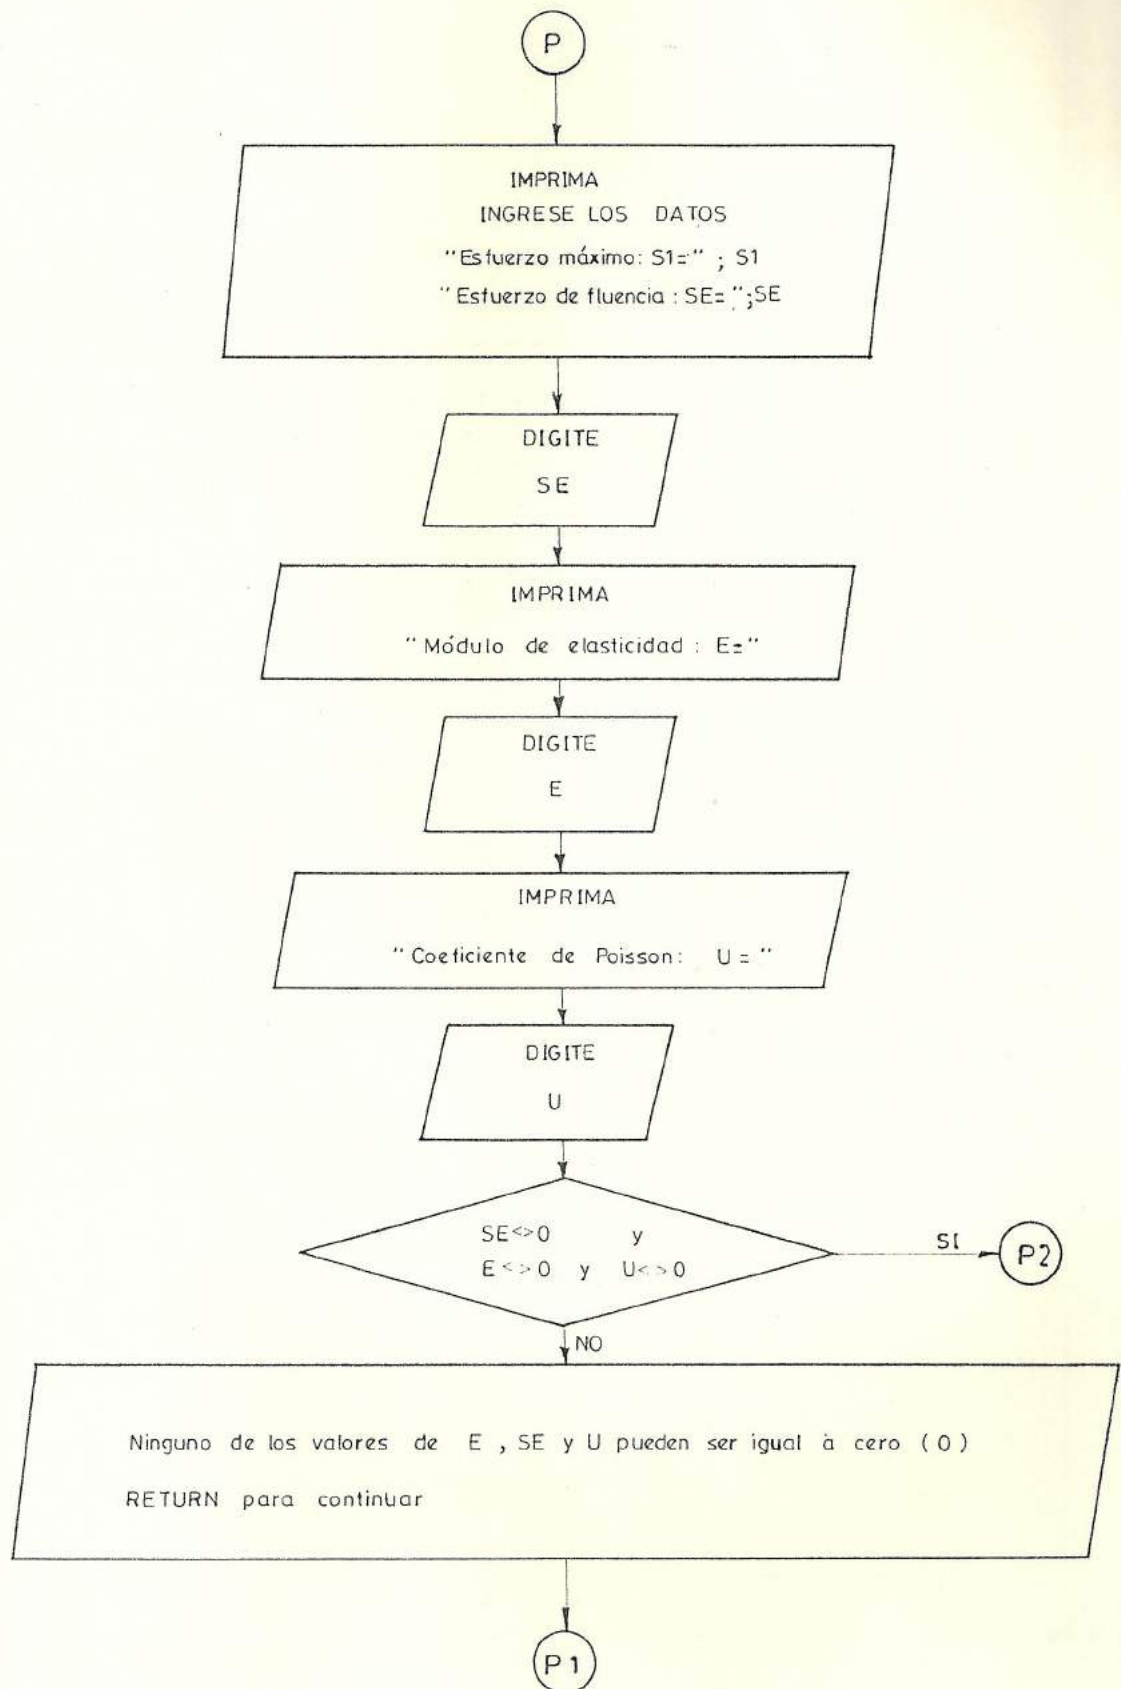 P
IMPRIMA
INGRESE LOS DATOS
"Esfuerzo máximo: S1=" ; S1
"Esfuerzo de fluencia : SE=";SE
DIGITE
SE
IMPRIMA
"Módulo de elasticidad : E="
DIGITE
E
IMPRIMA
"Coeficiente de Poisson: U = "
DIGITE
U
SE<>0 y
E<>0 y U<>0
SI
P2
NO
Ninguno de los valores de E , SE y U pueden ser igual à cero (0)
RETURN para continuar
P1